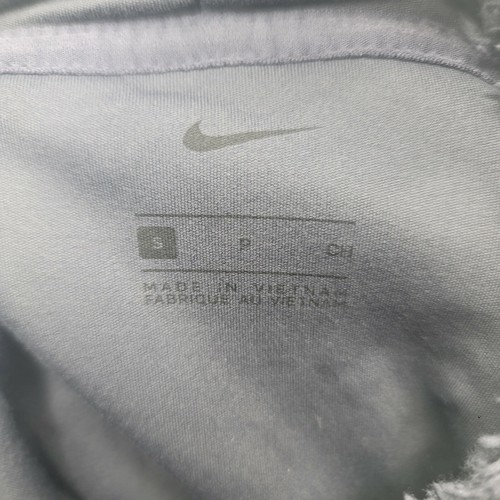 S P CH
MADE IN VIETNAM
FABRIQUE AU VIETNAM